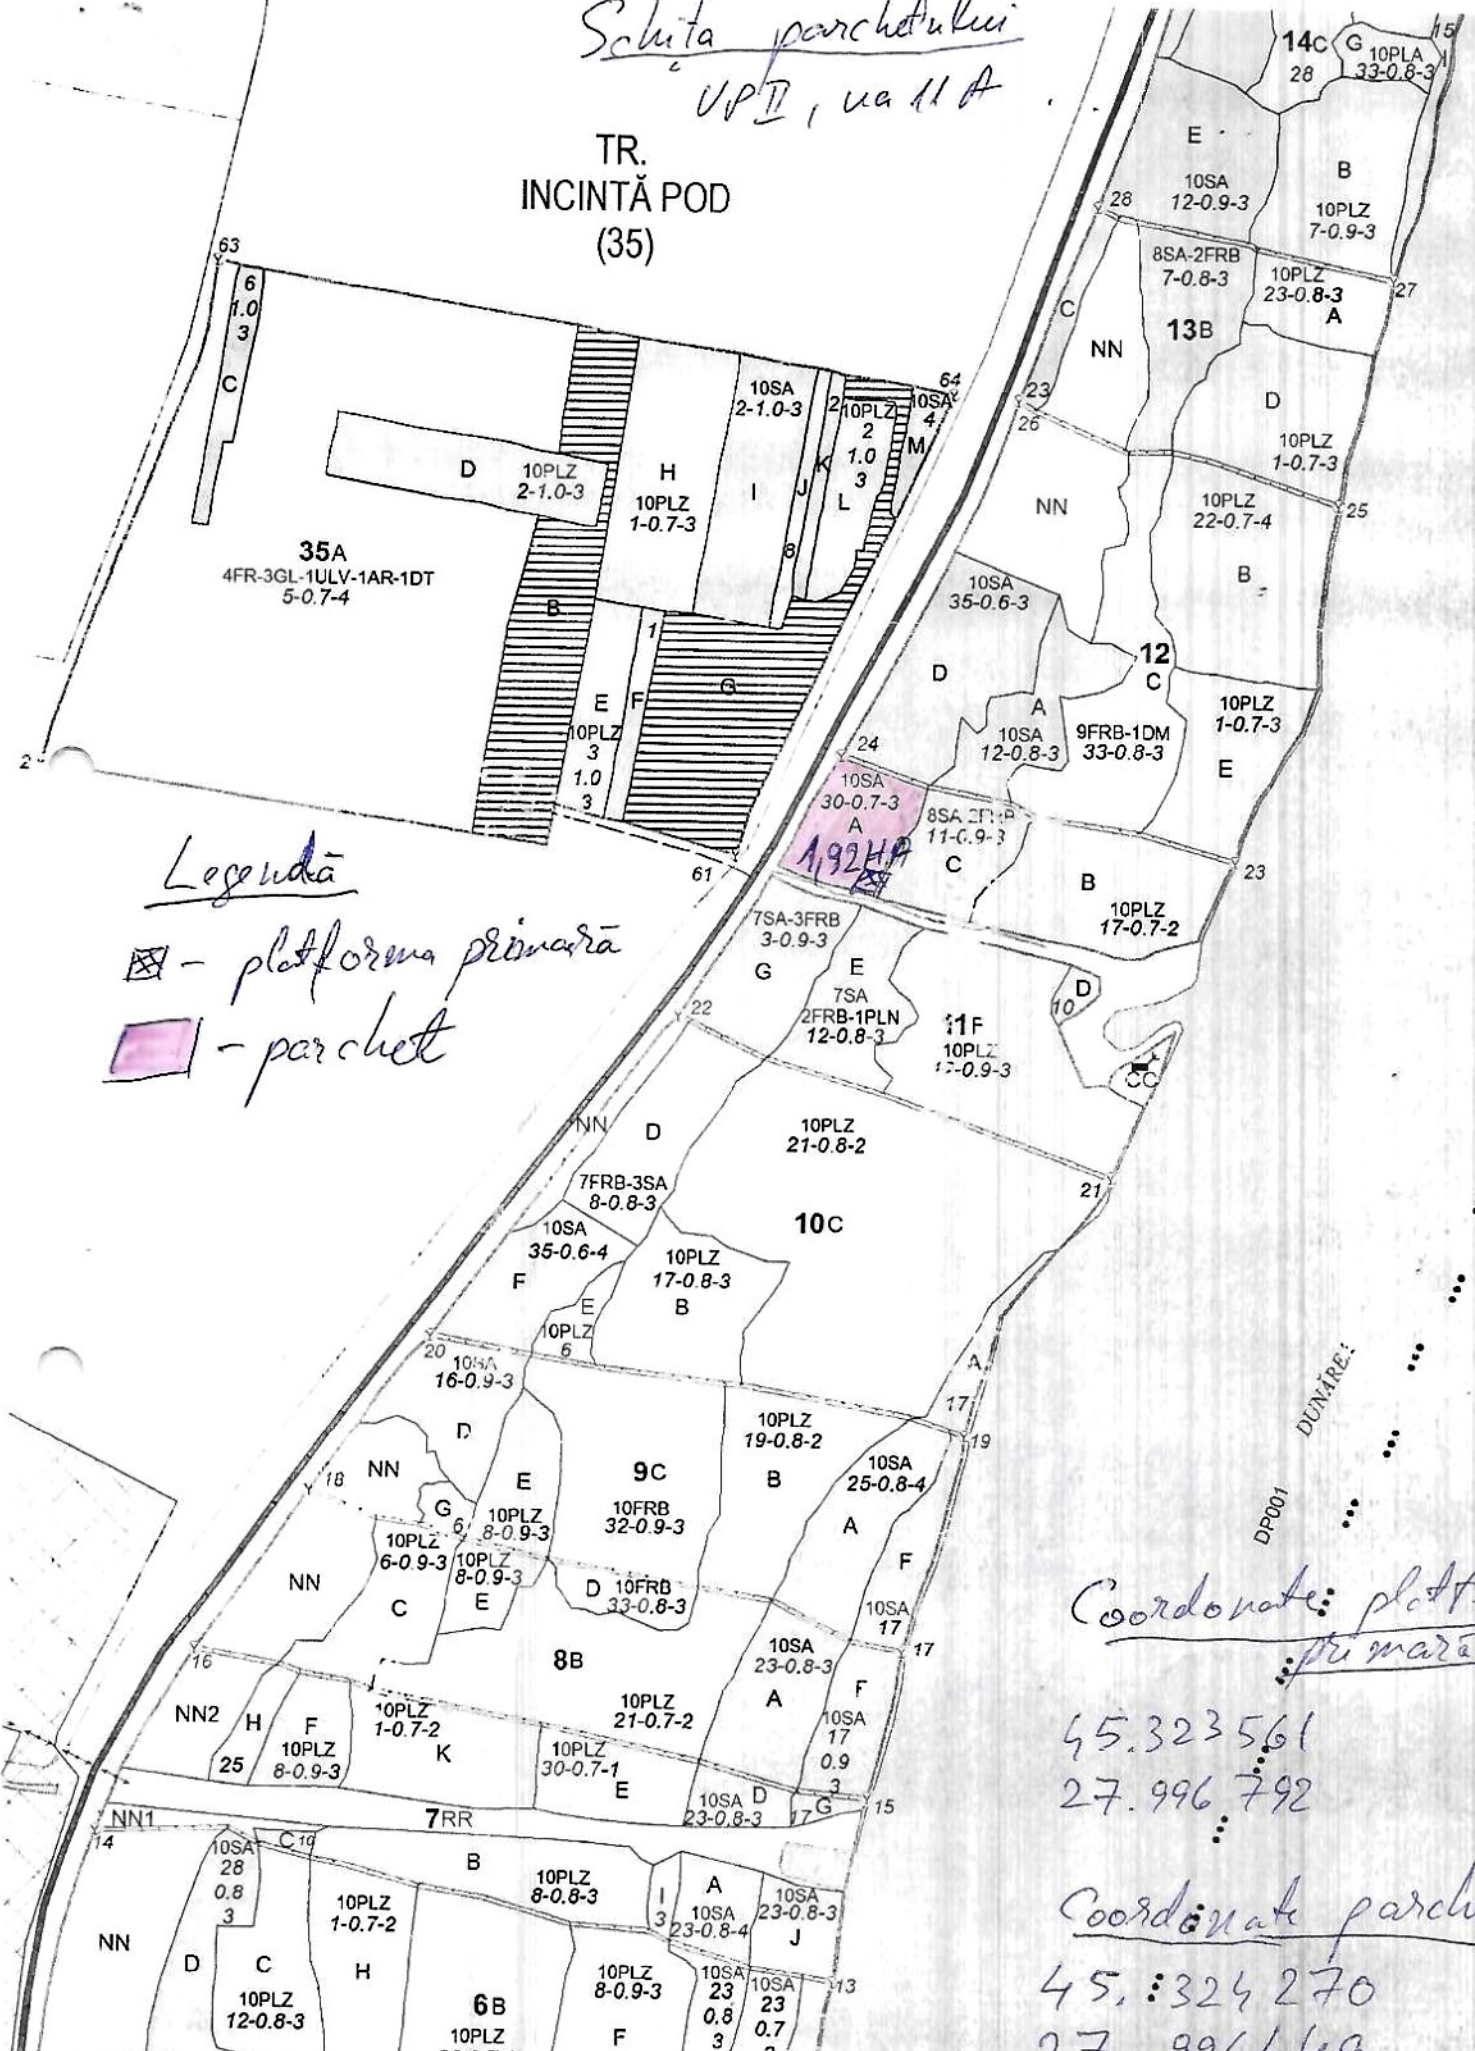 Schița parchetului
UP II, ua 11 A
TR.
INCINTĂ POD
(35)
14C
28
G
10PLA
33-0.8-3
15
I
E
10SA
12-0.9-3
B
10PLZ
7-0.9-3
28
8SA-2FRB
7-0.8-3
13B
10PLZ
23-0.8-3
A
27
C
NN
D
10PLZ
1-0.7-3
23
26
25
63
6
1.0
3
C
D
10PLZ
2-1.0-3
H
10PLZ
1-0.7-3
10SA
2-1.0-3
I
J
8
2
K
10PLZ
2
1.0
3
L
10SA
4
M
64
35A
4FR-3GL-1ULV-1AR-1DT
5-0.7-4
B
E
10PLZ
3
1.0
3
F
1
G
2
61
NN
10PLZ
22-0.7-4
B
10SA
35-0.6-3
D
12
C
9FRB-1DM
33-0.8-3
A
10SA
12-0.8-3
10PLZ
1-0.7-3
E
24
10SA
30-0.7-3
A
1,92HA
11-0.9-3
C
B
10PLZ
17-0.7-2
23
Legendă
- platforma primară
- parchet
7SA-3FRB
3-0.9-3
G
E
7SA
2FRB-1PLN
12-0.8-3
11F
10PLZ
D
10
CC
22
NN
D
7FRB-3SA
8-0.8-3
10PLZ
21-0.8-2
10C
21
10SA
35-0.6-4
F
E
10PLZ
6
10PLZ
17-0.8-3
B
A
17
20
10SA
16-0.9-3
D
19
NN
18
G
6
E
10PLZ
8-0.9-3
9C
10FRB
32-0.9-3
10PLZ
19-0.8-2
B
10SA
25-0.8-4
A
F
10SA
17
DUNĂREA
DP001
NN
10PLZ
6-0.9-3
C
10PLZ
8-0.9-3
E
D
10FRB
33-0.8-3
8B
10PLZ
21-0.7-2
10SA
23-0.8-3
A
F
10SA
17
0.9
3
17
16
NN2
H
25
F
10PLZ
8-0.9-3
10PLZ
1-0.7-2
K
10PLZ
30-0.7-1
E
10SA
23-0.8-3
D
17
G
15
Coordonate platf.
primară
45.323561
27.996792
NN1
14
7RR
C
10
B
10PLZ
8-0.8-3
I
3
A
10SA
23-0.8-4
10SA
23-0.8-3
J
13
10SA
28
0.8
3
NN
D
C
10PLZ
12-0.8-3
10PLZ
1-0.7-2
H
6B
10PLZ
10PLZ
8-0.9-3
F
10SA
23
0.8
3
10SA
23
0.7
Coordonate parch
45.324270
27.